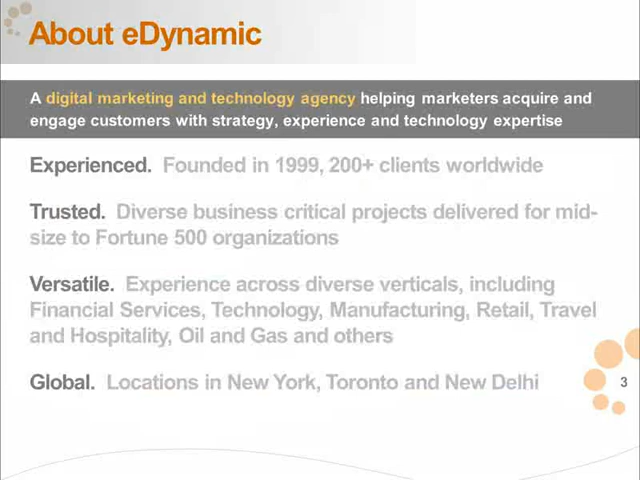 About eDynamic
A digital marketing and technology agency helping marketers acquire and
engage customers with strategy, experience and technology expertise
Experienced. Founded in 1999, 200+ clients worldwide
Trusted. Diverse business critical projects delivered for mid-
size to Fortune 500 organizations
Versatile. Experience across diverse verticals, including
Financial Services, Technology, Manufacturing, Retail, Travel
and Hospitality, Oil and Gas and others
Global. Locations in New York, Toronto and New Delhi
3